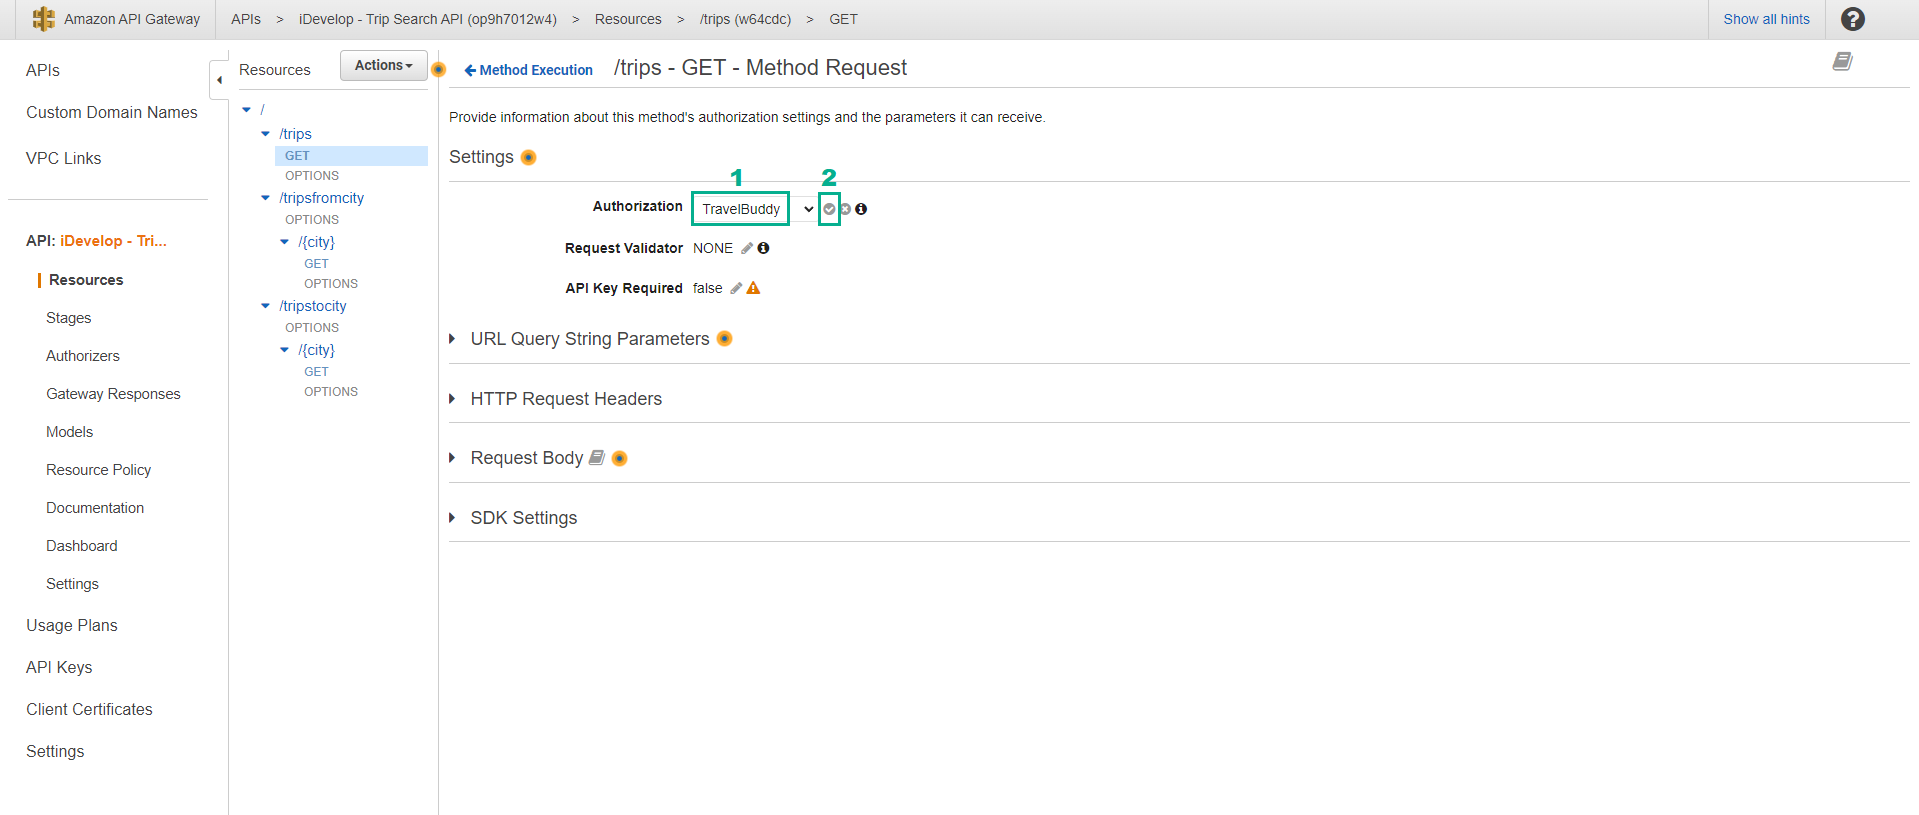 Amazon API Gateway APIs > iDevelop - Trip Search API (op9h7012w4) > Resources > /trips (w64cdc) > GET Show all hints ?
APIs
Custom Domain Names
VPC Links
API: iDevelop - Tri...
Resources
Stages
Authorizers
Gateway Responses
Models
Resource Policy
Documentation
Dashboard
Settings
Usage Plans
API Keys
Client Certificates
Settings
Resources Actions
/
/trips
GET
OPTIONS
/tripsfromcity
OPTIONS
/{city}
GET
OPTIONS
/tripstocity
OPTIONS
/{city}
GET
OPTIONS
Method Execution /trips - GET - Method Request
Provide information about this method's authorization settings and the parameters it can receive.
Settings
1 2
Authorization TravelBuddy
Request Validator NONE
API Key Required false
URL Query String Parameters
HTTP Request Headers
Request Body
SDK Settings